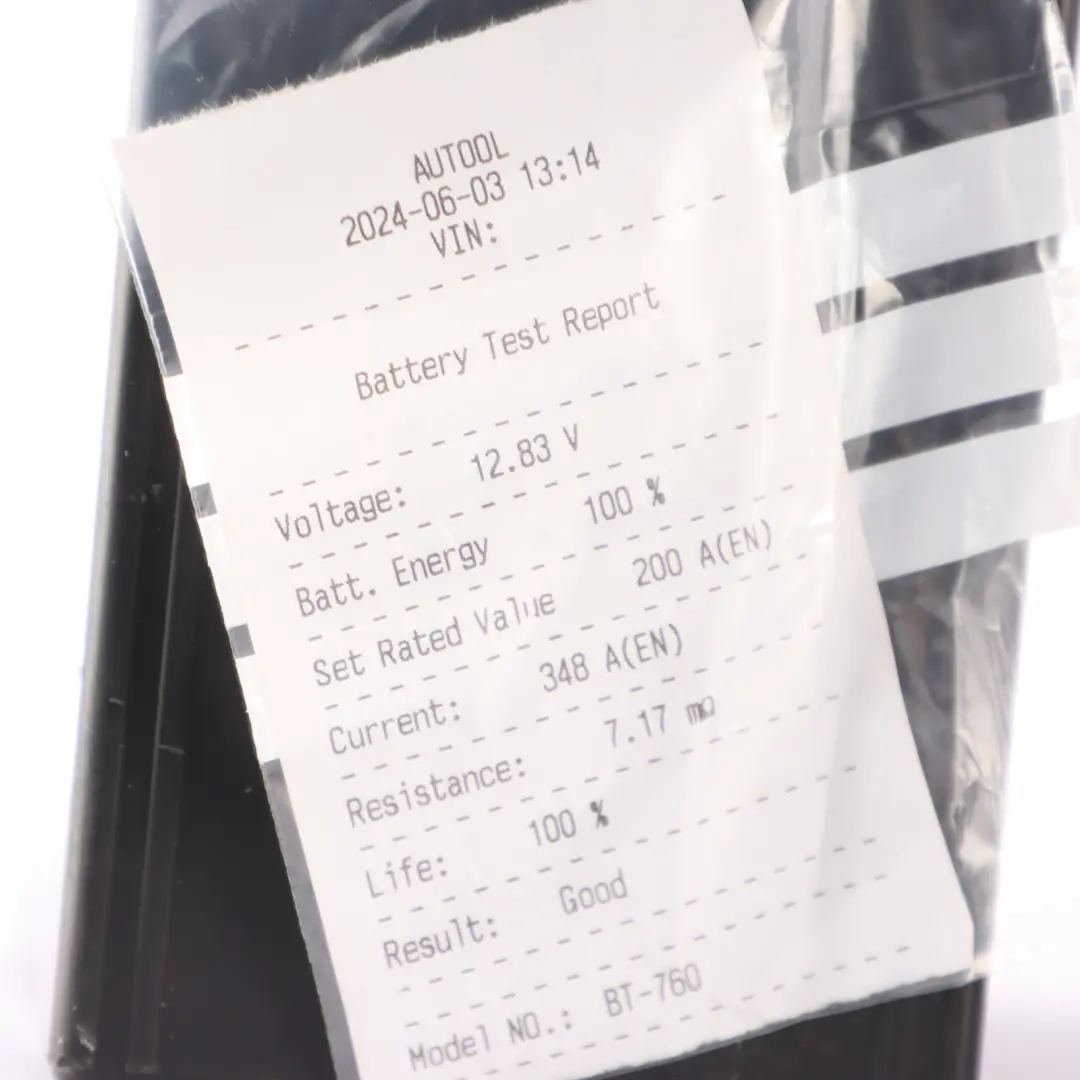 AUTOOL
2024-06-03 13:14
VIN:
Battery Test Report
Voltage: 12.83 V
Batt. Energy 100 %
Set Rated Value 200 A(EN)
Current: 348 A(EN)
Resistance: 7.17 mΩ
Life: 100 %
Result: Good
Model NO.: BT-760